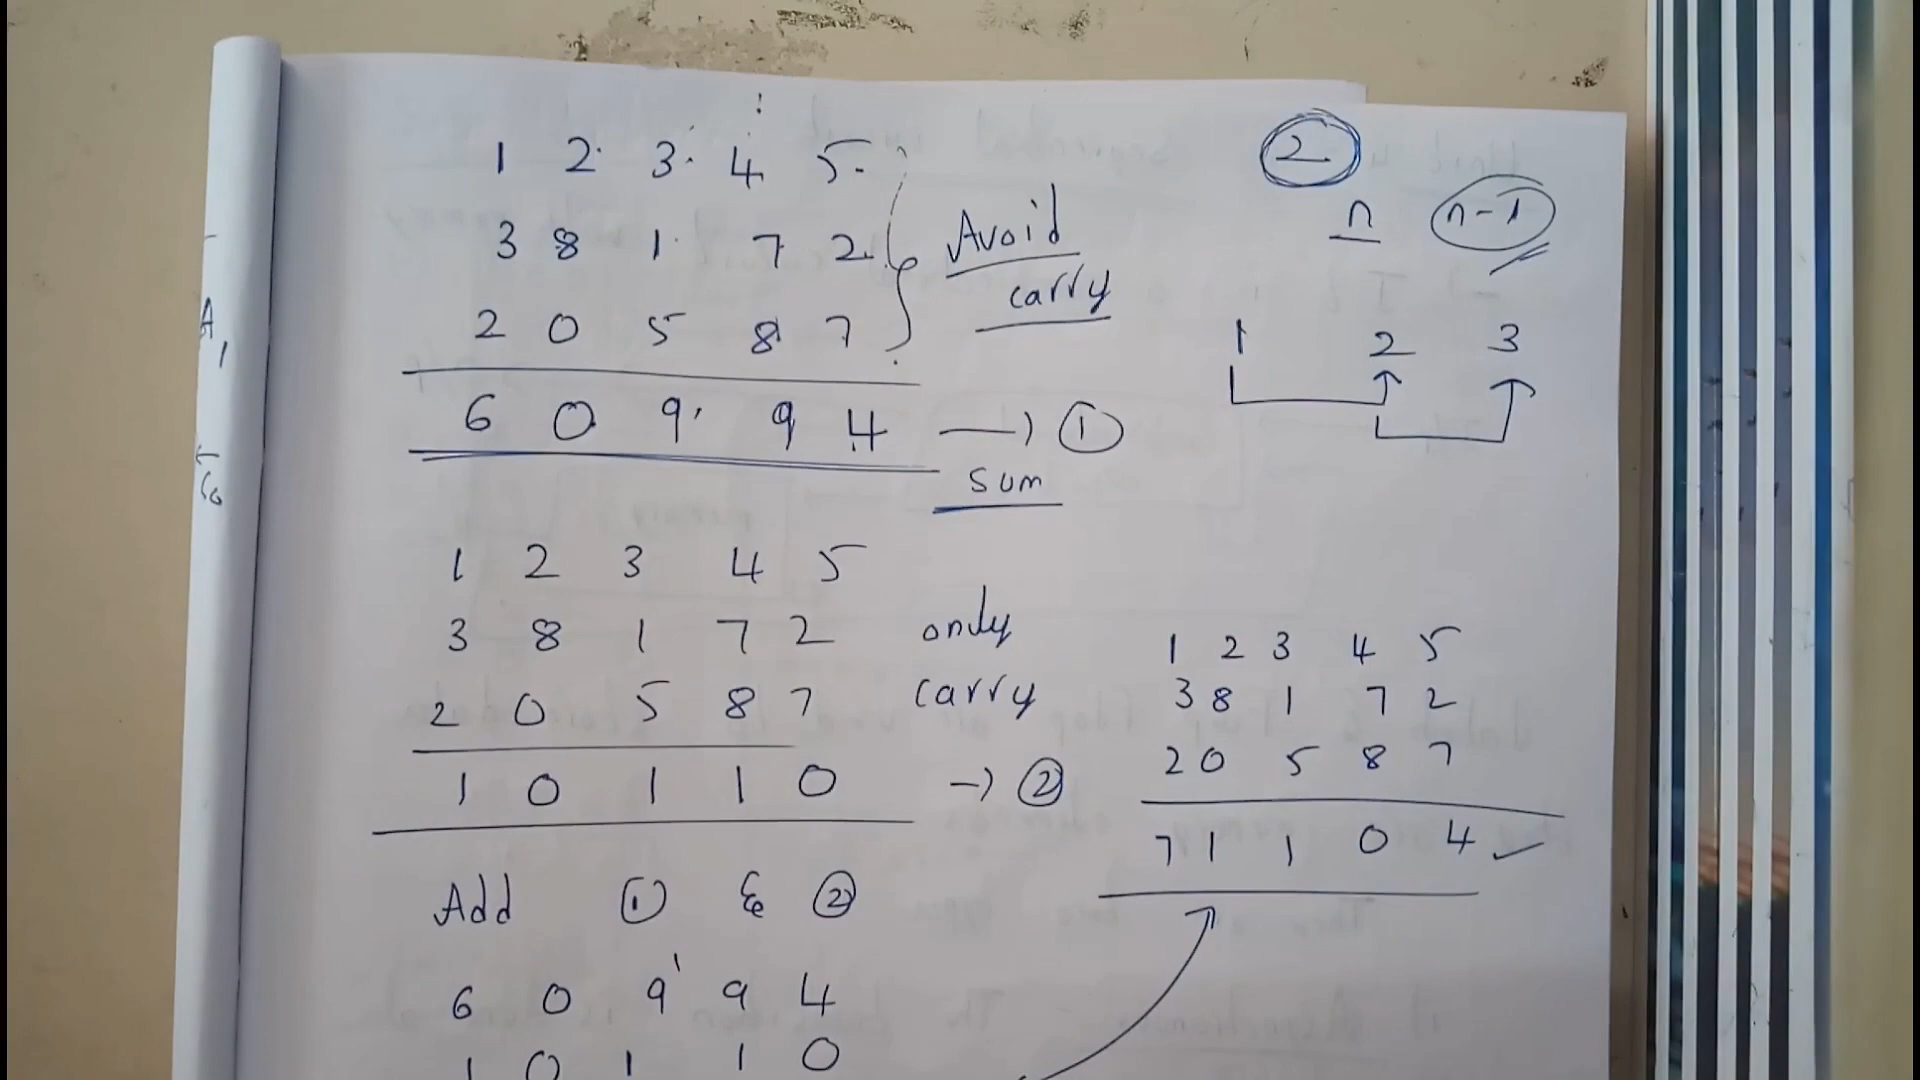 1 2 3 4 5
3 8 1 7 2
2 0 5 8 7
Avoid
carry
6 0 9 9 4 → ①
sum
②
n n-1
1 2 3
1 2 3 4 5
3 8 1 7 2
2 0 5 8 7
only
carry
1 0 1 1 0 → ②
Add ① & ②
1
6 0 9 9 4
1 0 1 1 0
1 2 3 4 5
3 8 1 7 2
2 0 5 8 7
7 1 1 0 4 ✓